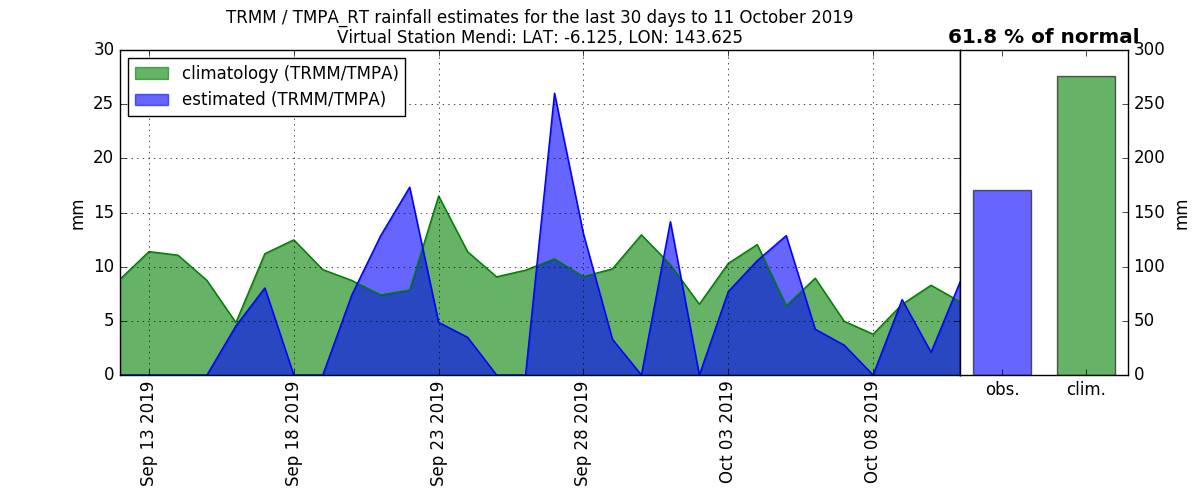 TRMM / TMPA_RT rainfall estimates for the last 30 days to 11 October 2019
Virtual Station Mendi: LAT: -6.125, LON: 143.625
61.8 % of normal
climatology (TRMM/TMPA)
estimated (TRMM/TMPA)
30
25
20
15
10
5
0
mm
Sep 13 2019
Sep 18 2019
Sep 23 2019
Sep 28 2019
Oct 03 2019
Oct 08 2019
300
250
200
150
100
50
0
mm
obs.
clim.